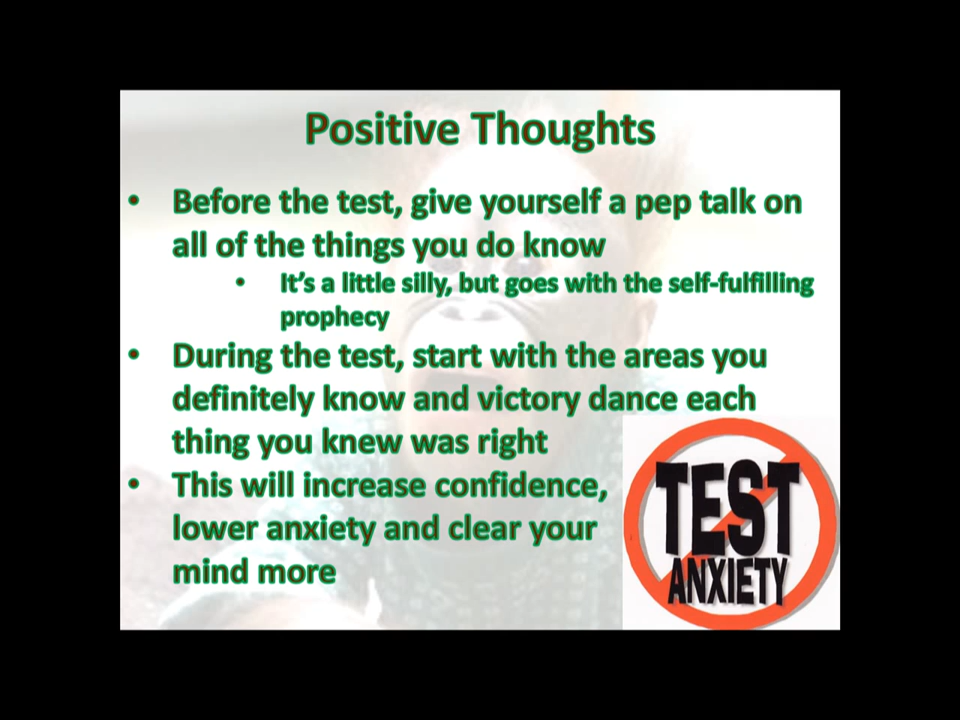 Positive Thoughts
• Before the test, give yourself a pep talk on
all of the things you do know
• It's a little silly, but goes with the self-fulfilling
prophecy
• During the test, start with the areas you
definitely know and victory dance each
thing you knew was right
• This will increase confidence,
lower anxiety and clear your
mind more
TEST
ANXIETY